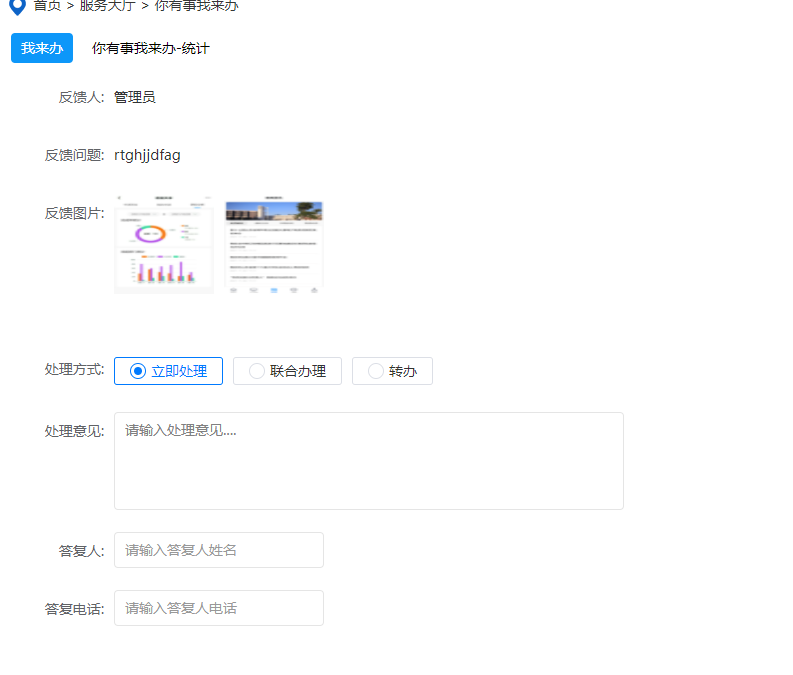 首页 > 服务大厅 > 你有事我来办
我来办 你有事我来办-统计
反馈人: 管理员
反馈问题: rtghjjdfag
反馈图片:
处理方式: 立即处理 联合办理 转办
处理意见: 请输入处理意见....
答复人: 请输入答复人姓名
答复电话: 请输入答复人电话